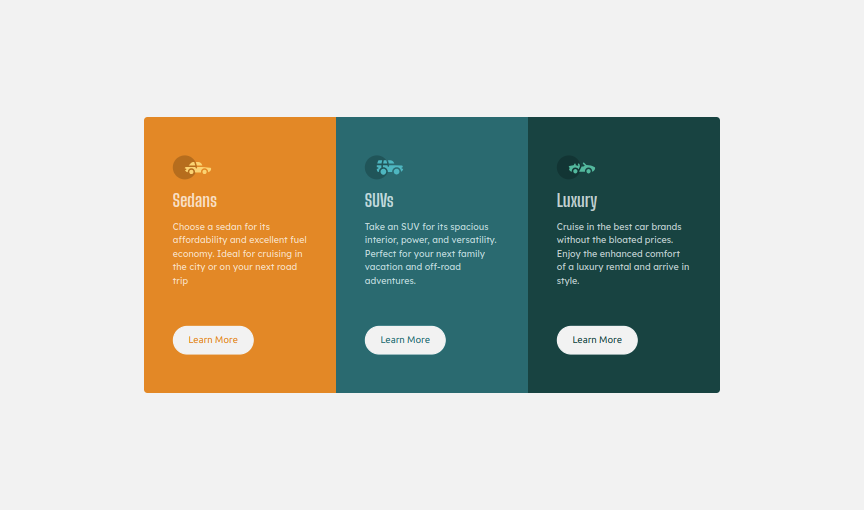 Sedans
Choose a sedan for its
affordability and excellent fuel
economy. Ideal for cruising in
the city or on your next road
trip
Learn More
SUVs
Take an SUV for its spacious
interior, power, and versatility.
Perfect for your next family
vacation and off-road
adventures.
Learn More
Luxury
Cruise in the best car brands
without the bloated prices.
Enjoy the enhanced comfort
of a luxury rental and arrive in
style.
Learn More